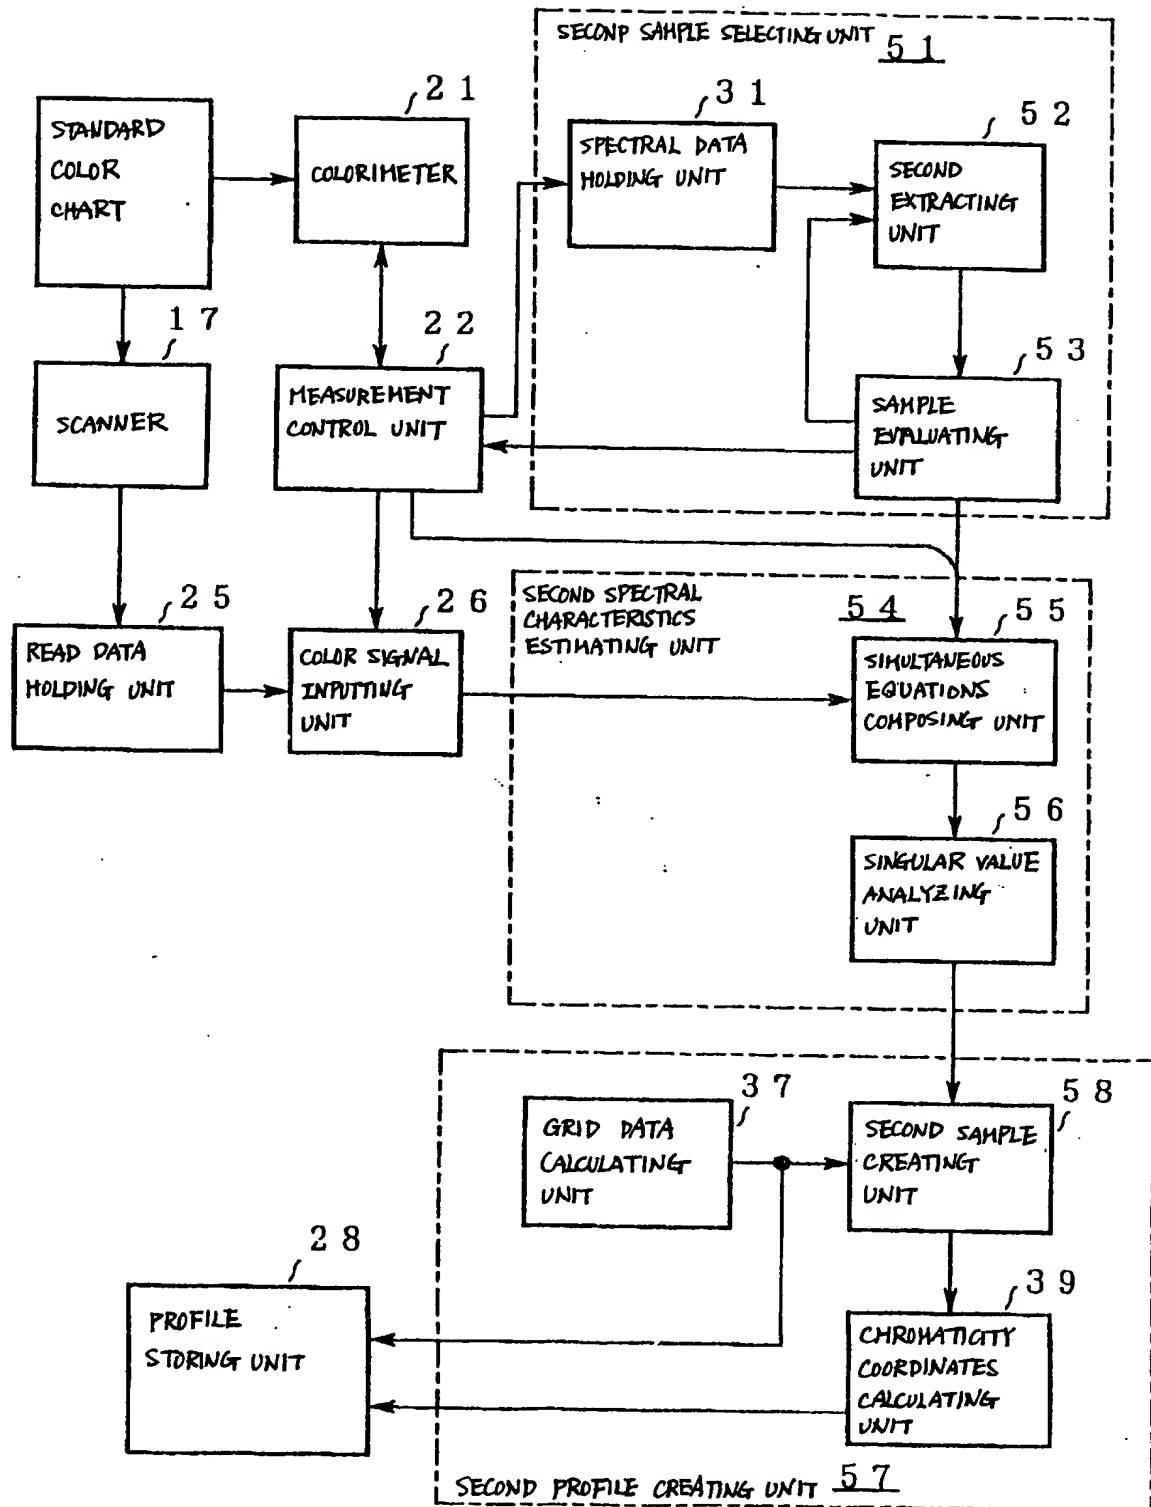 SECOND SAMPLE SELECTING UNIT 51
21
31
52
STANDARD
COLOR
CHART
COLORIMETER
SPECTRAL DATA
HOLDING UNIT
SECOND
EXTRACTING
UNIT
17
22
53
SCANNER
MEASUREMENT
CONTROL UNIT
SAMPLE
EVALUATING
UNIT
25
26
SECOND SPECTRAL
CHARACTERISTICS
ESTIMATING UNIT
54
55
READ DATA
HOLDING UNIT
COLOR SIGNAL
INPUTTING
UNIT
SIMULTANEOUS
EQUATIONS
COMPOSING UNIT
56
SINGULAR VALUE
ANALYZING
UNIT
37
58
GRID DATA
CALCULATING
UNIT
SECOND SAMPLE
CREATING
UNIT
28
39
PROFILE
STORING UNIT
CHROMATICITY
COORDINATES
CALCULATING
UNIT
SECOND PROFILE CREATING UNIT 57